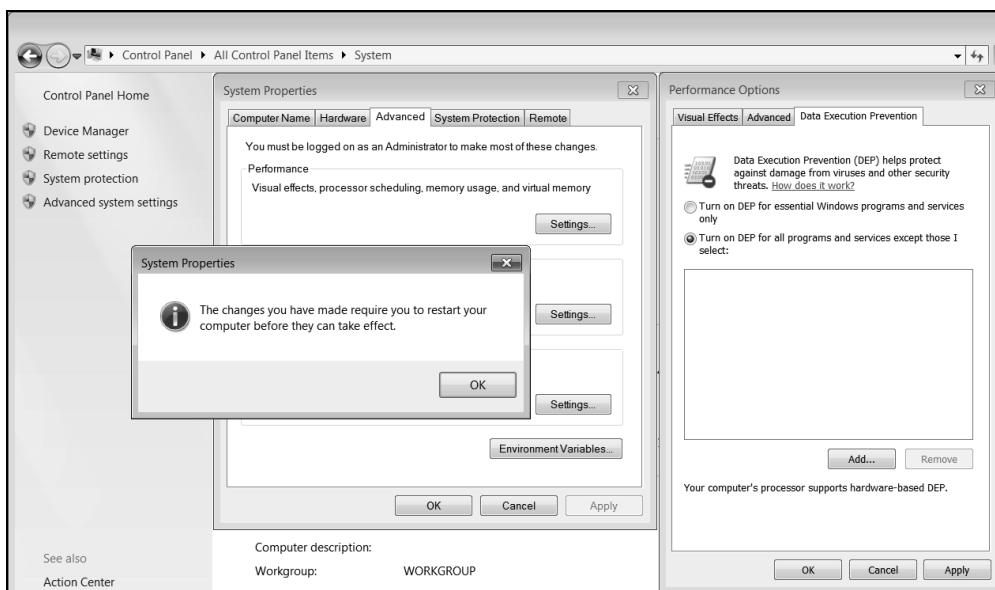 Control Panel ▸ All Control Panel Items ▸ System
Control Panel Home
Device Manager
Remote settings
System protection
Advanced system settings
See also
Action Center
System Properties
Computer Name Hardware Advanced System Protection Remote
You must be logged on as an Administrator to make most of these changes.
Performance
Visual effects, processor scheduling, memory usage, and virtual memory
Settings...
Settings...
Settings...
Environment Variables...
OK Cancel Apply
System Properties
The changes you have made require you to restart your
computer before they can take effect.
OK
Computer description:
Workgroup: WORKGROUP
Performance Options
Visual Effects Advanced Data Execution Prevention
Data Execution Prevention (DEP) helps protect
against damage from viruses and other security
threats. How does it work?
Turn on DEP for essential Windows programs and services
only
Turn on DEP for all programs and services except those I
select:
Add... Remove
Your computer's processor supports hardware-based DEP.
OK Cancel Apply